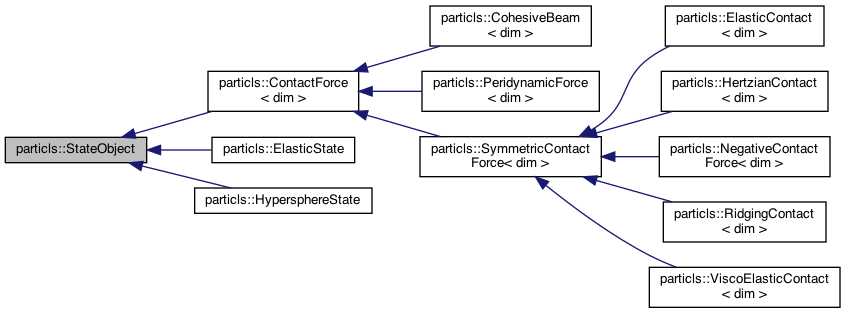 particls::CohesiveBeam
< dim >
particls::ElasticContact
< dim >
particls::ContactForce
< dim >
particls::PeridynamicForce
< dim >
particls::HertzianContact
< dim >
particls::StateObject
particls::ElasticState
particls::SymmetricContact
Force< dim >
particls::NegativeContact
Force< dim >
particls::HypersphereState
particls::RidgingContact
< dim >
particls::ViscoElasticContact
< dim >